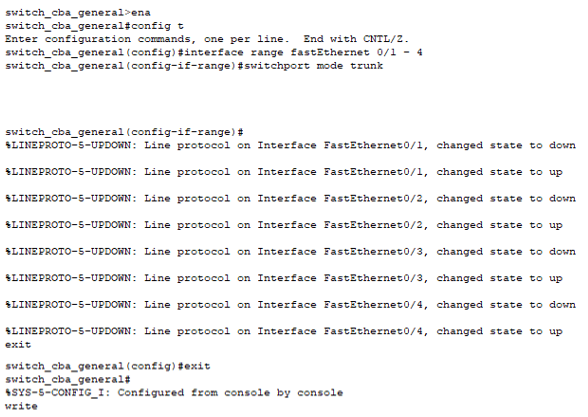 switch_cba_general>ena
switch_cba_general#config t
Enter configuration commands, one per line.  End with CNTL/Z.
switch_cba_general(config)#interface range fastEthernet 0/1 - 4
switch_cba_general(config-if-range)#switchport mode trunk
switch_cba_general(config-if-range)#
%LINEPROTO-5-UPDOWN: Line protocol on Interface FastEthernet0/1, changed state to down
%LINEPROTO-5-UPDOWN: Line protocol on Interface FastEthernet0/1, changed state to up
%LINEPROTO-5-UPDOWN: Line protocol on Interface FastEthernet0/2, changed state to down
%LINEPROTO-5-UPDOWN: Line protocol on Interface FastEthernet0/2, changed state to up
%LINEPROTO-5-UPDOWN: Line protocol on Interface FastEthernet0/3, changed state to down
%LINEPROTO-5-UPDOWN: Line protocol on Interface FastEthernet0/3, changed state to up
%LINEPROTO-5-UPDOWN: Line protocol on Interface FastEthernet0/4, changed state to down
%LINEPROTO-5-UPDOWN: Line protocol on Interface FastEthernet0/4, changed state to up
exit
switch_cba_general(config)#exit
switch_cba_general#
%SYS-5-CONFIG_I: Configured from console by console
write